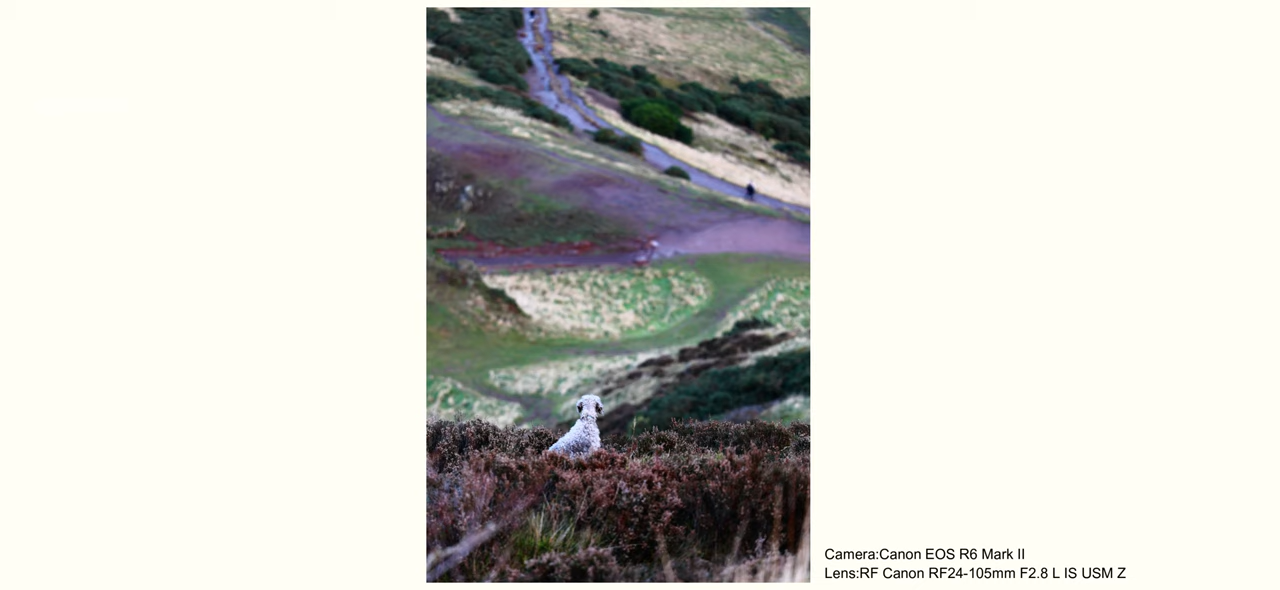 Camera:Canon EOS R6 Mark II
Lens:RF Canon RF24-105mm F2.8 L IS USM Z